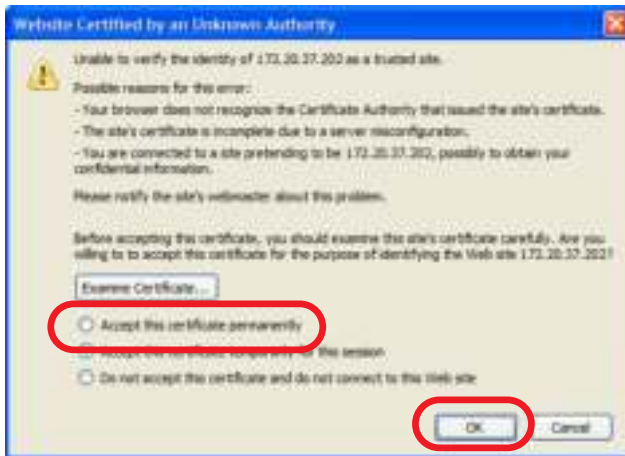 Website Certified by an Unknown Authority
Unable to verify the identity of 172.20.37.202 as a trusted site.
Possible reasons for this error:
- Your browser does not recognize the Certificate Authority that issued the site's certificate.
- The site's certificate is incomplete due to a server misconfiguration.
- You are connected to a site pretending to be 172.20.37.202, possibly to obtain your
confidential information.
Please notify the site's webmaster about this problem.
Before accepting this certificate, you should examine this site's certificate carefully. Are you
willing to to accept this certificate for the purpose of identifying the Web site 172.20.37.202?
Examine Certificate...
Accept this certificate permanently
Accept this certificate temporarily for this session
Do not accept this certificate and do not connect to this Web site
OK
Cancel